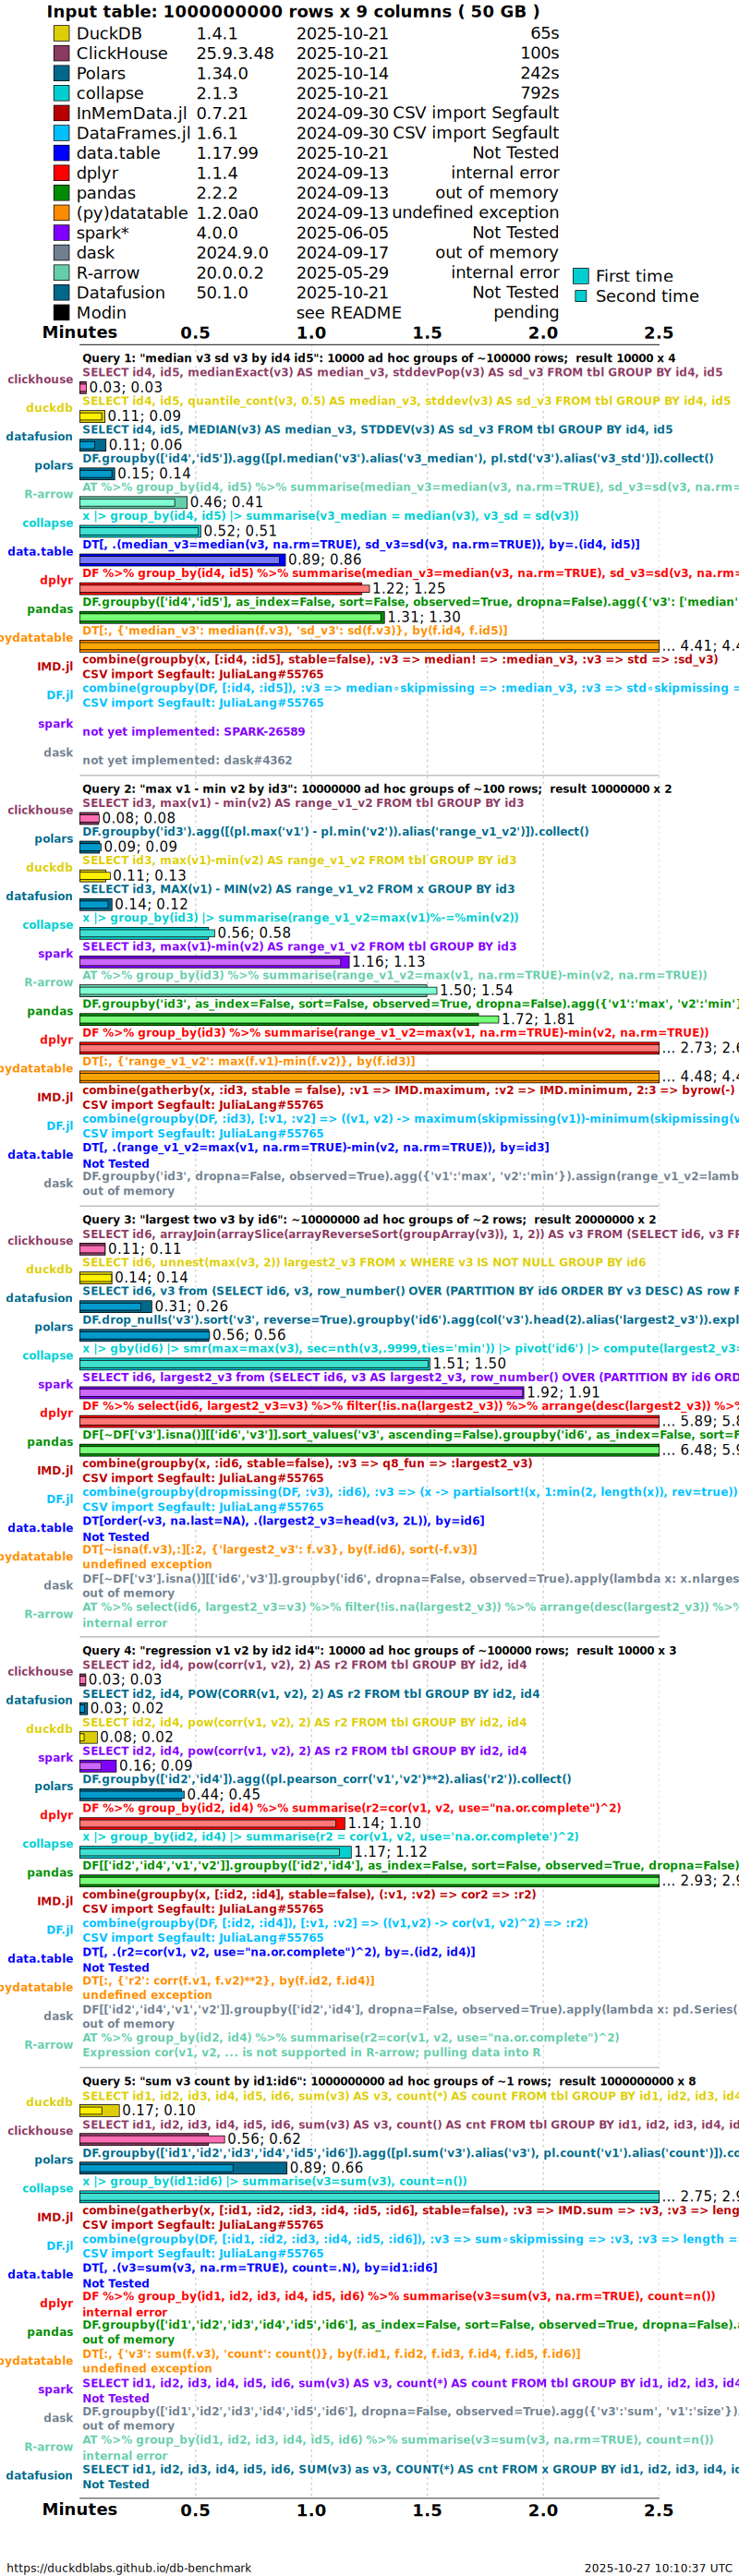 Input table: 1000000000 rows x 9 columns ( 50 GB )
DuckDB 1.4.1 2025-10-21 65s
ClickHouse 25.9.3.48 2025-10-21 100s
Polars 1.34.0 2025-10-14 242s
collapse 2.1.3 2025-10-21 792s
InMemData.jl 0.7.21 2024-09-30 CSV import Segfault
DataFrames.jl 1.6.1 2024-09-30 CSV import Segfault
data.table 1.17.99 2025-10-21 Not Tested
dplyr 1.1.4 2024-09-13 internal error
pandas 2.2.2 2024-09-13 out of memory
(py)datatable 1.2.0a0 2024-09-13 undefined exception
spark* 4.0.0 2025-06-05 Not Tested
dask 2024.9.0 2024-09-17 out of memory
R-arrow 20.0.0.2 2025-05-29 internal error
Datafusion 50.1.0 2025-10-21 Not Tested
Modin see README pending
First time
Second time
Minutes 0.5 1.0 1.5 2.0 2.5
Query 1: "median v3 sd v3 by id4 id5": 10000 ad hoc groups of ~100000 rows; result 10000 x 4
clickhouse SELECT id4, id5, medianExact(v3) AS median_v3, stddevPop(v3) AS sd_v3 FROM tbl GROUP BY id4, id5
0.03; 0.03
duckdb SELECT id4, id5, quantile_cont(v3, 0.5) AS median_v3, stddev(v3) AS sd_v3 FROM tbl GROUP BY id4, id5
0.11; 0.09
datafusion SELECT id4, id5, MEDIAN(v3) AS median_v3, STDDEV(v3) AS sd_v3 FROM tbl GROUP BY id4, id5
0.11; 0.06
polars DF.groupby(['id4','id5']).agg([pl.median('v3').alias('v3_median'), pl.std('v3').alias('v3_std')]).collect()
0.15; 0.14
R-arrow AT %>% group_by(id4, id5) %>% summarise(median_v3=median(v3, na.rm=TRUE), sd_v3=sd(v3, na.rm=
0.46; 0.41
collapse x |> group_by(id4, id5) |> summarise(v3_median = median(v3), v3_sd = sd(v3))
0.52; 0.51
data.table DT[, .(median_v3=median(v3, na.rm=TRUE), sd_v3=sd(v3, na.rm=TRUE)), by=.(id4, id5)]
0.89; 0.86
dplyr DF %>% group_by(id4, id5) %>% summarise(median_v3=median(v3, na.rm=TRUE), sd_v3=sd(v3, na.rm=
1.22; 1.25
pandas DF.groupby(['id4','id5'], as_index=False, sort=False, observed=True, dropna=False).agg({'v3': ['median'
1.31; 1.30
pydatatable DT[:, {'median_v3': median(f.v3), 'sd_v3': sd(f.v3)}, by(f.id4, f.id5)]
... 4.41; 4.4
IMD.jl combine(groupby(x, [:id4, :id5], stable=false), :v3 => median! => :median_v3, :v3 => std => :sd_v3)
CSV import Segfault: JuliaLang#55765
DF.jl combine(groupby(DF, [:id4, :id5]), :v3 => median∘skipmissing => :median_v3, :v3 => std∘skipmissing =
CSV import Segfault: JuliaLang#55765
spark not yet implemented: SPARK-26589
dask not yet implemented: dask#4362
Query 2: "max v1 - min v2 by id3": 10000000 ad hoc groups of ~100 rows; result 10000000 x 2
clickhouse SELECT id3, max(v1) - min(v2) AS range_v1_v2 FROM tbl GROUP BY id3
0.08; 0.08
polars DF.groupby('id3').agg([(pl.max('v1') - pl.min('v2')).alias('range_v1_v2')]).collect()
0.09; 0.09
duckdb SELECT id3, max(v1)-min(v2) AS range_v1_v2 FROM tbl GROUP BY id3
0.11; 0.13
datafusion SELECT id3, MAX(v1) - MIN(v2) AS range_v1_v2 FROM x GROUP BY id3
0.14; 0.12
collapse x |> group_by(id3) |> summarise(range_v1_v2=max(v1)%-=%min(v2))
0.56; 0.58
spark SELECT id3, max(v1)-min(v2) AS range_v1_v2 FROM tbl GROUP BY id3
1.16; 1.13
R-arrow AT %>% group_by(id3) %>% summarise(range_v1_v2=max(v1, na.rm=TRUE)-min(v2, na.rm=TRUE))
1.50; 1.54
pandas DF.groupby('id3', as_index=False, sort=False, observed=True, dropna=False).agg({'v1':'max', 'v2':'min'}
1.72; 1.81
dplyr DF %>% group_by(id3) %>% summarise(range_v1_v2=max(v1, na.rm=TRUE)-min(v2, na.rm=TRUE))
... 2.73; 2.6
pydatatable DT[:, {'range_v1_v2': max(f.v1)-min(f.v2)}, by(f.id3)]
... 4.48; 4.4
IMD.jl combine(gatherby(x, :id3, stable = false), :v1 => IMD.maximum, :v2 => IMD.minimum, 2:3 => byrow(-)
CSV import Segfault: JuliaLang#55765
DF.jl combine(groupby(DF, :id3), [:v1, :v2] => ((v1, v2) -> maximum(skipmissing(v1))-minimum(skipmissing(v
CSV import Segfault: JuliaLang#55765
data.table DT[, .(range_v1_v2=max(v1, na.rm=TRUE)-min(v2, na.rm=TRUE)), by=id3]
Not Tested
dask DF.groupby('id3', dropna=False, observed=True).agg({'v1':'max', 'v2':'min'}).assign(range_v1_v2=lamb
out of memory
Query 3: "largest two v3 by id6": ~10000000 ad hoc groups of ~2 rows; result 20000000 x 2
clickhouse SELECT id6, arrayJoin(arraySlice(arrayReverseSort(groupArray(v3)), 1, 2)) AS v3 FROM (SELECT id6, v3 FR
0.11; 0.11
duckdb SELECT id6, unnest(max(v3, 2)) largest2_v3 FROM x WHERE v3 IS NOT NULL GROUP BY id6
0.14; 0.14
datafusion SELECT id6, v3 from (SELECT id6, v3, row_number() OVER (PARTITION BY id6 ORDER BY v3 DESC) AS row F
0.31; 0.26
polars DF.drop_nulls('v3').sort('v3', reverse=True).groupby('id6').agg(col('v3').head(2).alias('largest2_v3')).expl
0.56; 0.56
collapse x |> gby(id6) |> smr(max=max(v3), sec=nth(v3,.9999,ties='min')) |> pivot('id6') |> compute(largest2_v3=
1.51; 1.50
spark SELECT id6, largest2_v3 from (SELECT id6, v3 AS largest2_v3, row_number() OVER (PARTITION BY id6 ORD
1.92; 1.91
dplyr DF %>% select(id6, largest2_v3=v3) %>% filter(!is.na(largest2_v3)) %>% arrange(desc(largest2_v3)) %>%
... 5.89; 5.8
pandas DF[~DF['v3'].isna()][['id6','v3']].sort_values('v3', ascending=False).groupby('id6', as_index=False, sort=F
... 6.48; 5.9
IMD.jl combine(groupby(x, :id6, stable=false), :v3 => q8_fun => :largest2_v3)
CSV import Segfault: JuliaLang#55765
DF.jl combine(groupby(dropmissing(DF, :v3), :id6), :v3 => (x -> partialsort!(x, 1:min(2, length(x)), rev=true))
CSV import Segfault: JuliaLang#55765
data.table DT[order(-v3, na.last=NA), .(largest2_v3=head(v3, 2L)), by=id6]
Not Tested
pydatatable DT[~isna(f.v3),:][:2, {'largest2_v3': f.v3}, by(f.id6), sort(-f.v3)]
undefined exception
dask DF[~DF['v3'].isna()][['id6','v3']].groupby('id6', dropna=False, observed=True).apply(lambda x: x.nlarges
out of memory
R-arrow AT %>% select(id6, largest2_v3=v3) %>% filter(!is.na(largest2_v3)) %>% arrange(desc(largest2_v3)) %>%
internal error
Query 4: "regression v1 v2 by id2 id4": 10000 ad hoc groups of ~100000 rows; result 10000 x 3
clickhouse SELECT id2, id4, pow(corr(v1, v2), 2) AS r2 FROM tbl GROUP BY id2, id4
0.03; 0.03
datafusion SELECT id2, id4, POW(CORR(v1, v2), 2) AS r2 FROM tbl GROUP BY id2, id4
0.03; 0.02
duckdb SELECT id2, id4, pow(corr(v1, v2), 2) AS r2 FROM tbl GROUP BY id2, id4
0.08; 0.02
spark SELECT id2, id4, pow(corr(v1, v2), 2) AS r2 FROM tbl GROUP BY id2, id4
0.16; 0.09
polars DF.groupby(['id2','id4']).agg((pl.pearson_corr('v1','v2')**2).alias('r2')).collect()
0.44; 0.45
dplyr DF %>% group_by(id2, id4) %>% summarise(r2=cor(v1, v2, use="na.or.complete")^2)
1.14; 1.10
collapse x |> group_by(id2, id4) |> summarise(r2 = cor(v1, v2, use='na.or.complete')^2)
1.17; 1.12
pandas DF[['id2','id4','v1','v2']].groupby(['id2','id4'], as_index=False, sort=False, observed=True, dropna=False)
... 2.93; 2.9
IMD.jl combine(groupby(x, [:id2, :id4], stable=false), (:v1, :v2) => cor2 => :r2)
CSV import Segfault: JuliaLang#55765
DF.jl combine(groupby(DF, [:id2, :id4]), [:v1, :v2] => ((v1,v2) -> cor(v1, v2)^2) => :r2)
CSV import Segfault: JuliaLang#55765
data.table DT[, .(r2=cor(v1, v2, use="na.or.complete")^2), by=.(id2, id4)]
Not Tested
pydatatable DT[:, {'r2': corr(f.v1, f.v2)**2}, by(f.id2, f.id4)]
undefined exception
dask DF[['id2','id4','v1','v2']].groupby(['id2','id4'], dropna=False, observed=True).apply(lambda x: pd.Series(
out of memory
R-arrow AT %>% group_by(id2, id4) %>% summarise(r2=cor(v1, v2, use="na.or.complete")^2)
Expression cor(v1, v2, ... is not supported in R-arrow; pulling data into R
Query 5: "sum v3 count by id1:id6": 1000000000 ad hoc groups of ~1 rows; result 1000000000 x 8
duckdb SELECT id1, id2, id3, id4, id5, id6, sum(v3) AS v3, count(*) AS count FROM tbl GROUP BY id1, id2, id3, id4
0.17; 0.10
clickhouse SELECT id1, id2, id3, id4, id5, id6, sum(v3) AS v3, count() AS cnt FROM tbl GROUP BY id1, id2, id3, id4, id
0.56; 0.62
polars DF.groupby(['id1','id2','id3','id4','id5','id6']).agg([pl.sum('v3').alias('v3'), pl.count('v1').alias('count')]).co
0.89; 0.66
collapse x |> group_by(id1:id6) |> summarise(v3=sum(v3), count=n())
... 2.75; 2.9
IMD.jl combine(gatherby(x, [:id1, :id2, :id3, :id4, :id5, :id6], stable=false), :v3 => IMD.sum => :v3, :v3 => leng
CSV import Segfault: JuliaLang#55765
DF.jl combine(groupby(DF, [:id1, :id2, :id3, :id4, :id5, :id6]), :v3 => sum∘skipmissing => :v3, :v3 => length =
CSV import Segfault: JuliaLang#55765
data.table DT[, .(v3=sum(v3, na.rm=TRUE), count=.N), by=id1:id6]
Not Tested
dplyr DF %>% group_by(id1, id2, id3, id4, id5, id6) %>% summarise(v3=sum(v3, na.rm=TRUE), count=n())
internal error
pandas DF.groupby(['id1','id2','id3','id4','id5','id6'], as_index=False, sort=False, observed=True, dropna=False).
out of memory
pydatatable DT[:, {'v3': sum(f.v3), 'count': count()}, by(f.id1, f.id2, f.id3, f.id4, f.id5, f.id6)]
undefined exception
spark SELECT id1, id2, id3, id4, id5, id6, sum(v3) AS v3, count(*) AS count FROM tbl GROUP BY id1, id2, id3, id4
Not Tested
dask DF.groupby(['id1','id2','id3','id4','id5','id6'], dropna=False, observed=True).agg({'v3':'sum', 'v1':'size'})
out of memory
R-arrow AT %>% group_by(id1, id2, id3, id4, id5, id6) %>% summarise(v3=sum(v3, na.rm=TRUE), count=n())
internal error
datafusion SELECT id1, id2, id3, id4, id5, id6, SUM(v3) as v3, COUNT(*) AS cnt FROM x GROUP BY id1, id2, id3, id4, id
Not Tested
Minutes 0.5 1.0 1.5 2.0 2.5
https://duckdblabs.github.io/db-benchmark 2025-10-27 10:10:37 UTC